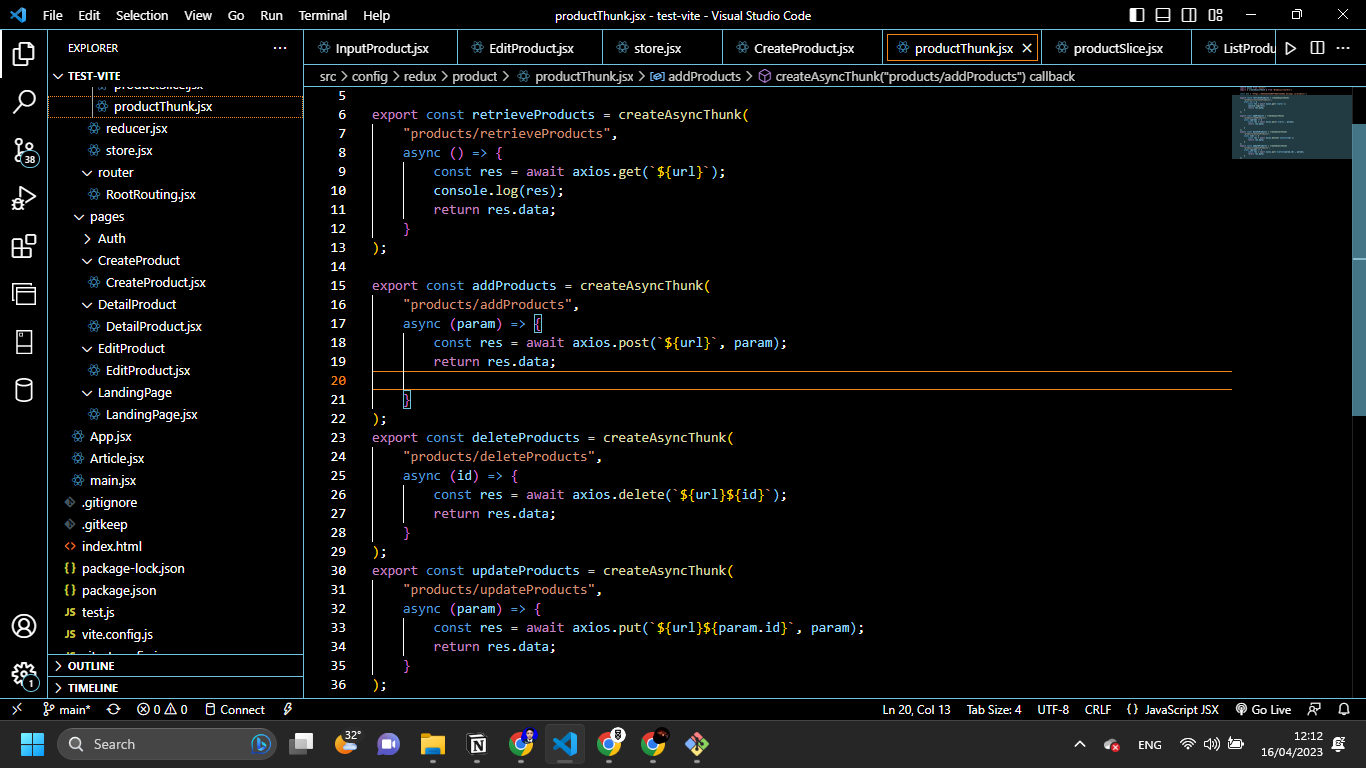 File Edit Selection View Go Run Terminal Help
productThunk.jsx - test-vite - Visual Studio Code
EXPLORER
InputProduct.jsx
EditProduct.jsx
store.jsx
CreateProduct.jsx
productThunk.jsx
productSlice.jsx
ListProdu
src > config > redux > product > productThunk.jsx > addProducts > createAsyncThunk("products/addProducts") callback
TEST-VITE
productSlice.jsx
productThunk.jsx
reducer.jsx
store.jsx
router
RootRouting.jsx
pages
Auth
CreateProduct
CreateProduct.jsx
DetailProduct
DetailProduct.jsx
EditProduct
EditProduct.jsx
LandingPage
LandingPage.jsx
App.jsx
Article.jsx
main.jsx
.gitignore
.gitkeep
index.html
package-lock.json
package.json
JS test.js
JS vite.config.js
OUTLINE
TIMELINE
38
1
5
6 export const retrieveProducts = createAsyncThunk(
7 "products/retrieveProducts",
8 async () => {
9 const res = await axios.get(`${url}`);
10 console.log(res);
11 return res.data;
12 }
13 );
14
15 export const addProducts = createAsyncThunk(
16 "products/addProducts",
17 async (param) => {
18 const res = await axios.post(`${url}`, param);
19 return res.data;
20
21 }
22 );
23 export const deleteProducts = createAsyncThunk(
24 "products/deleteProducts",
25 async (id) => {
26 const res = await axios.delete(`${url}${id}`);
27 return res.data;
28 }
29 );
30 export const updateProducts = createAsyncThunk(
31 "products/updateProducts",
32 async (param) => {
33 const res = await axios.put(`${url}${param.id}`, param);
34 return res.data;
35 }
36 );
main* 0 0 Connect
Ln 20, Col 13 Tab Size: 4 UTF-8 CRLF {} JavaScript JSX Go Live
Search
32°
ENG
12:12
16/04/2023